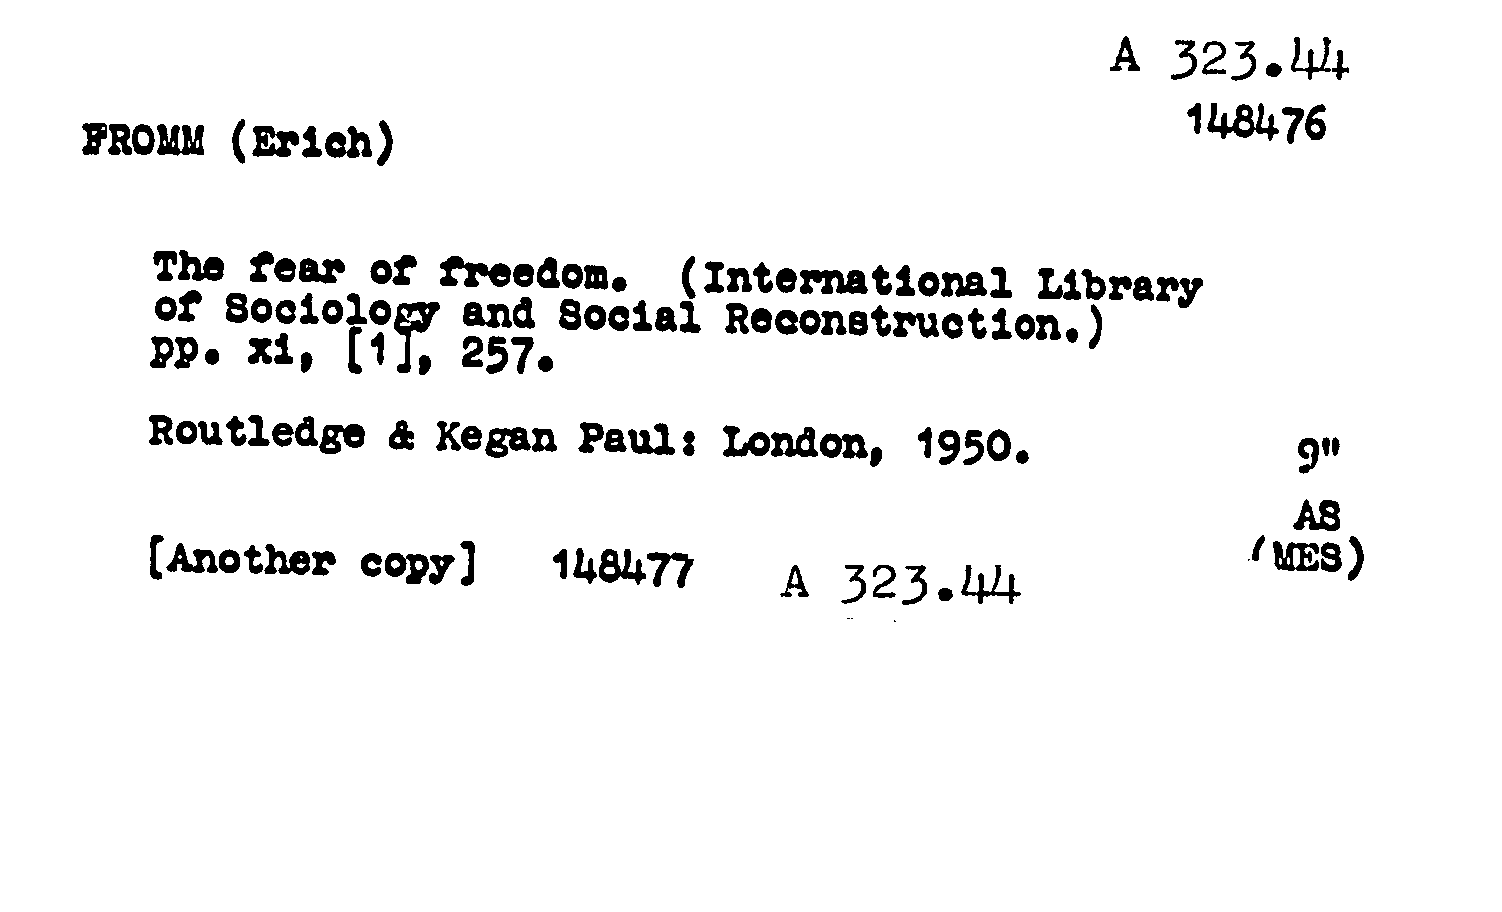 A 323.44
148476
FROMM (Erich)
The fear of freedom. (International Library
of Sociology and Social Reconstruction.)
pp. xi, [1], 257.
Routledge & Kegan Paul: London, 1950.
9"
AS
(MES)
[Another copy] 148477 A 323.44